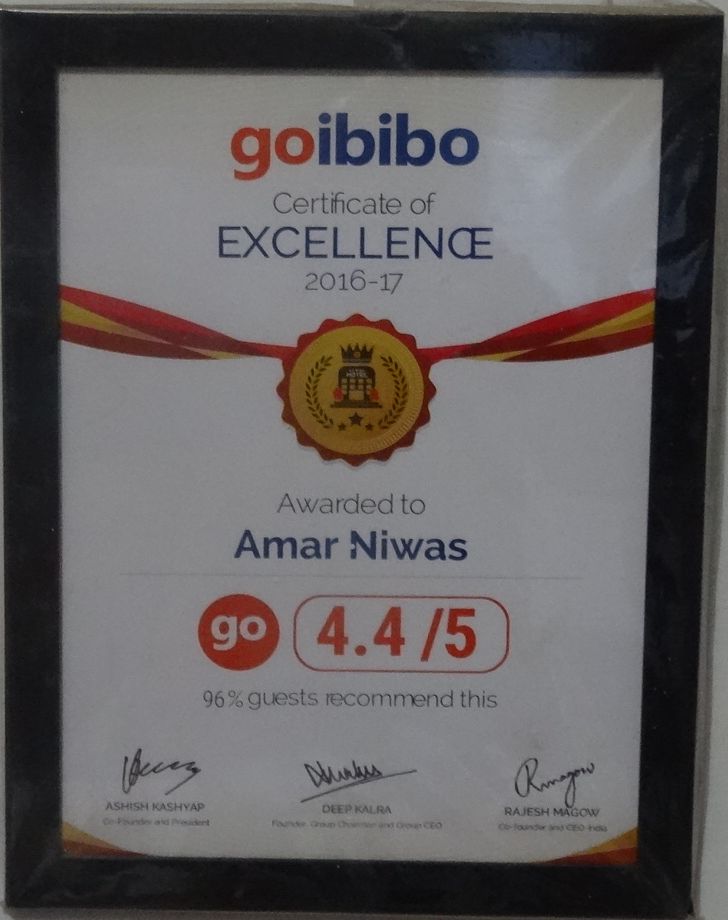 goibibo
Certificate of
EXCELLENCE
2016-17
HOTEL
Awarded to
Amar Niwas
go 4.4 /5
96% guests recommend this
ASHISH KASHYAP
Co-Founder and President
DEEP KALRA
Founder, Group Chairman and Group CEO
RAJESH MAGOW
Co-founder and CEO-India